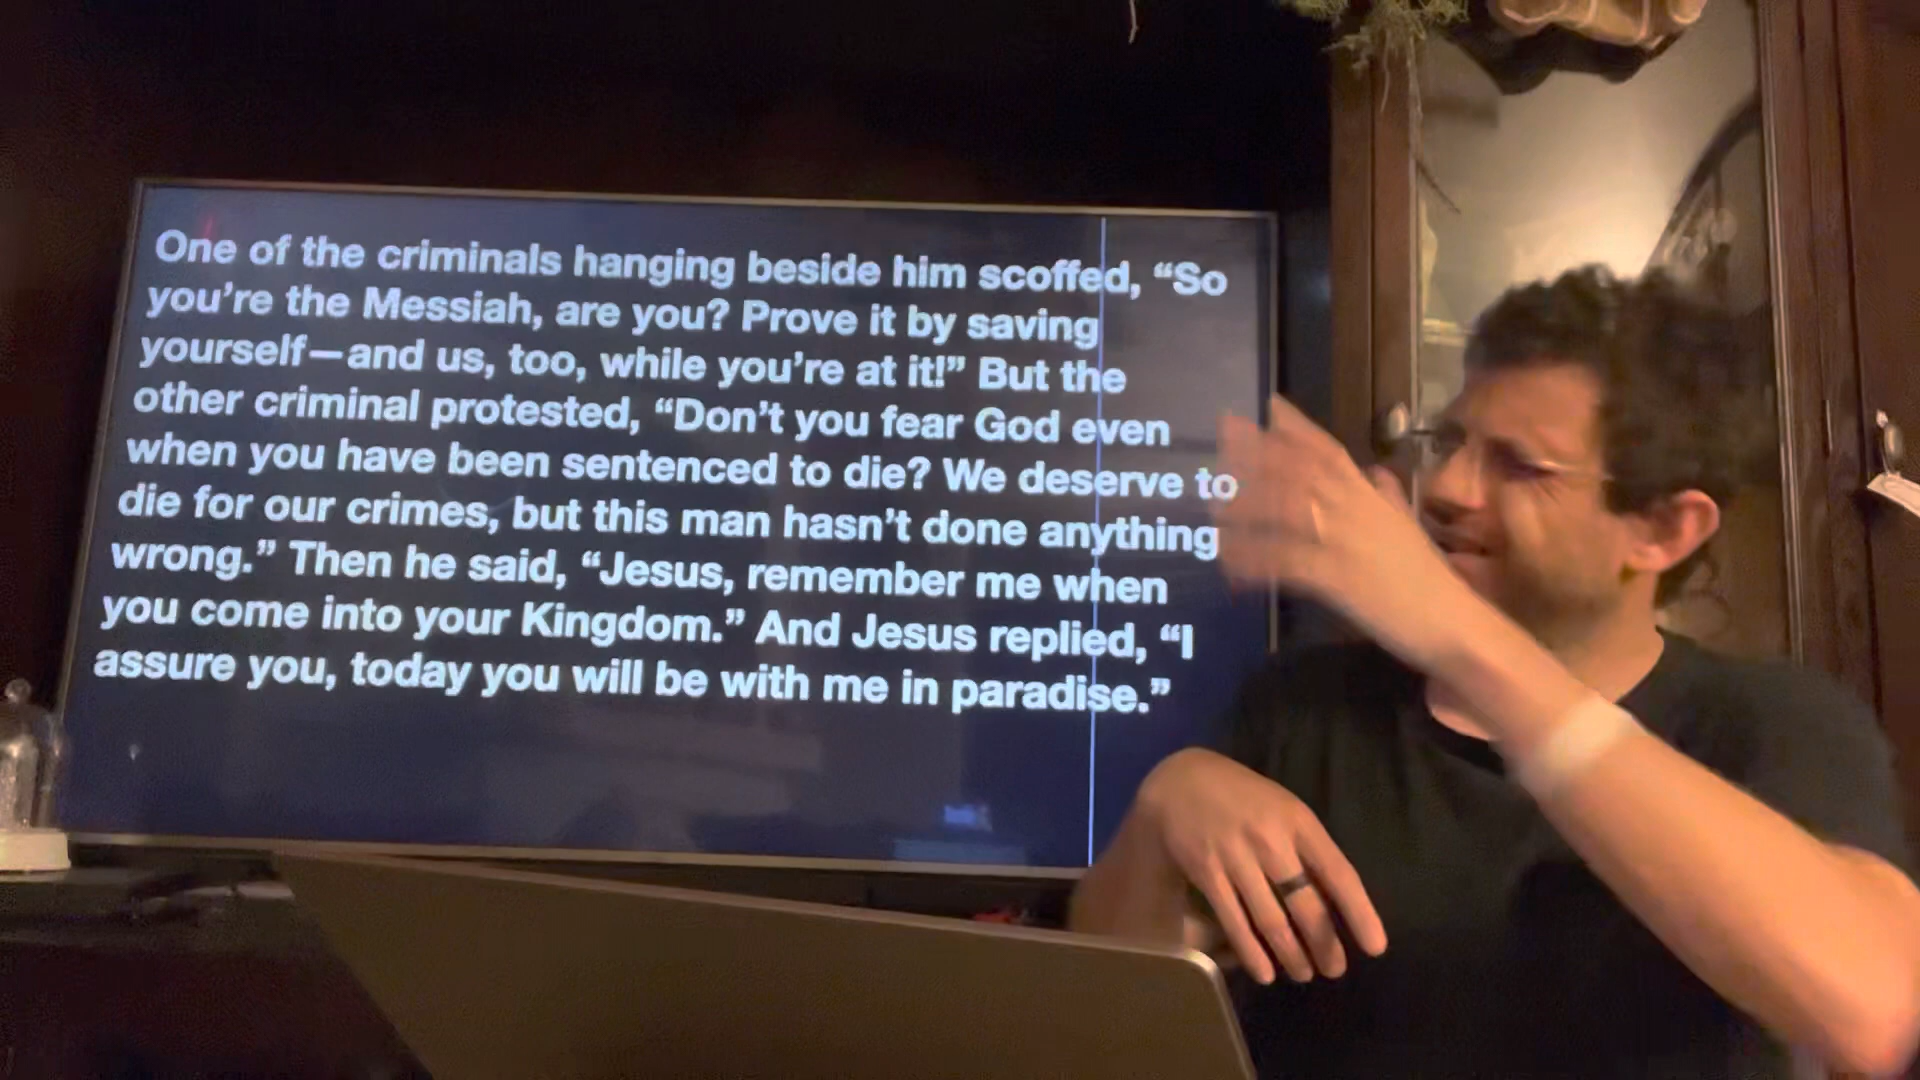 One of the criminals hanging beside him scoffed, “So
you’re the Messiah, are you? Prove it by saving
yourself—and us, too, while you’re at it!” But the
other criminal protested, “Don’t you fear God even
when you have been sentenced to die? We deserve to
die for our crimes, but this man hasn’t done anything
wrong.” Then he said, “Jesus, remember me when
you come into your Kingdom.” And Jesus replied, “I
assure you, today you will be with me in paradise.”